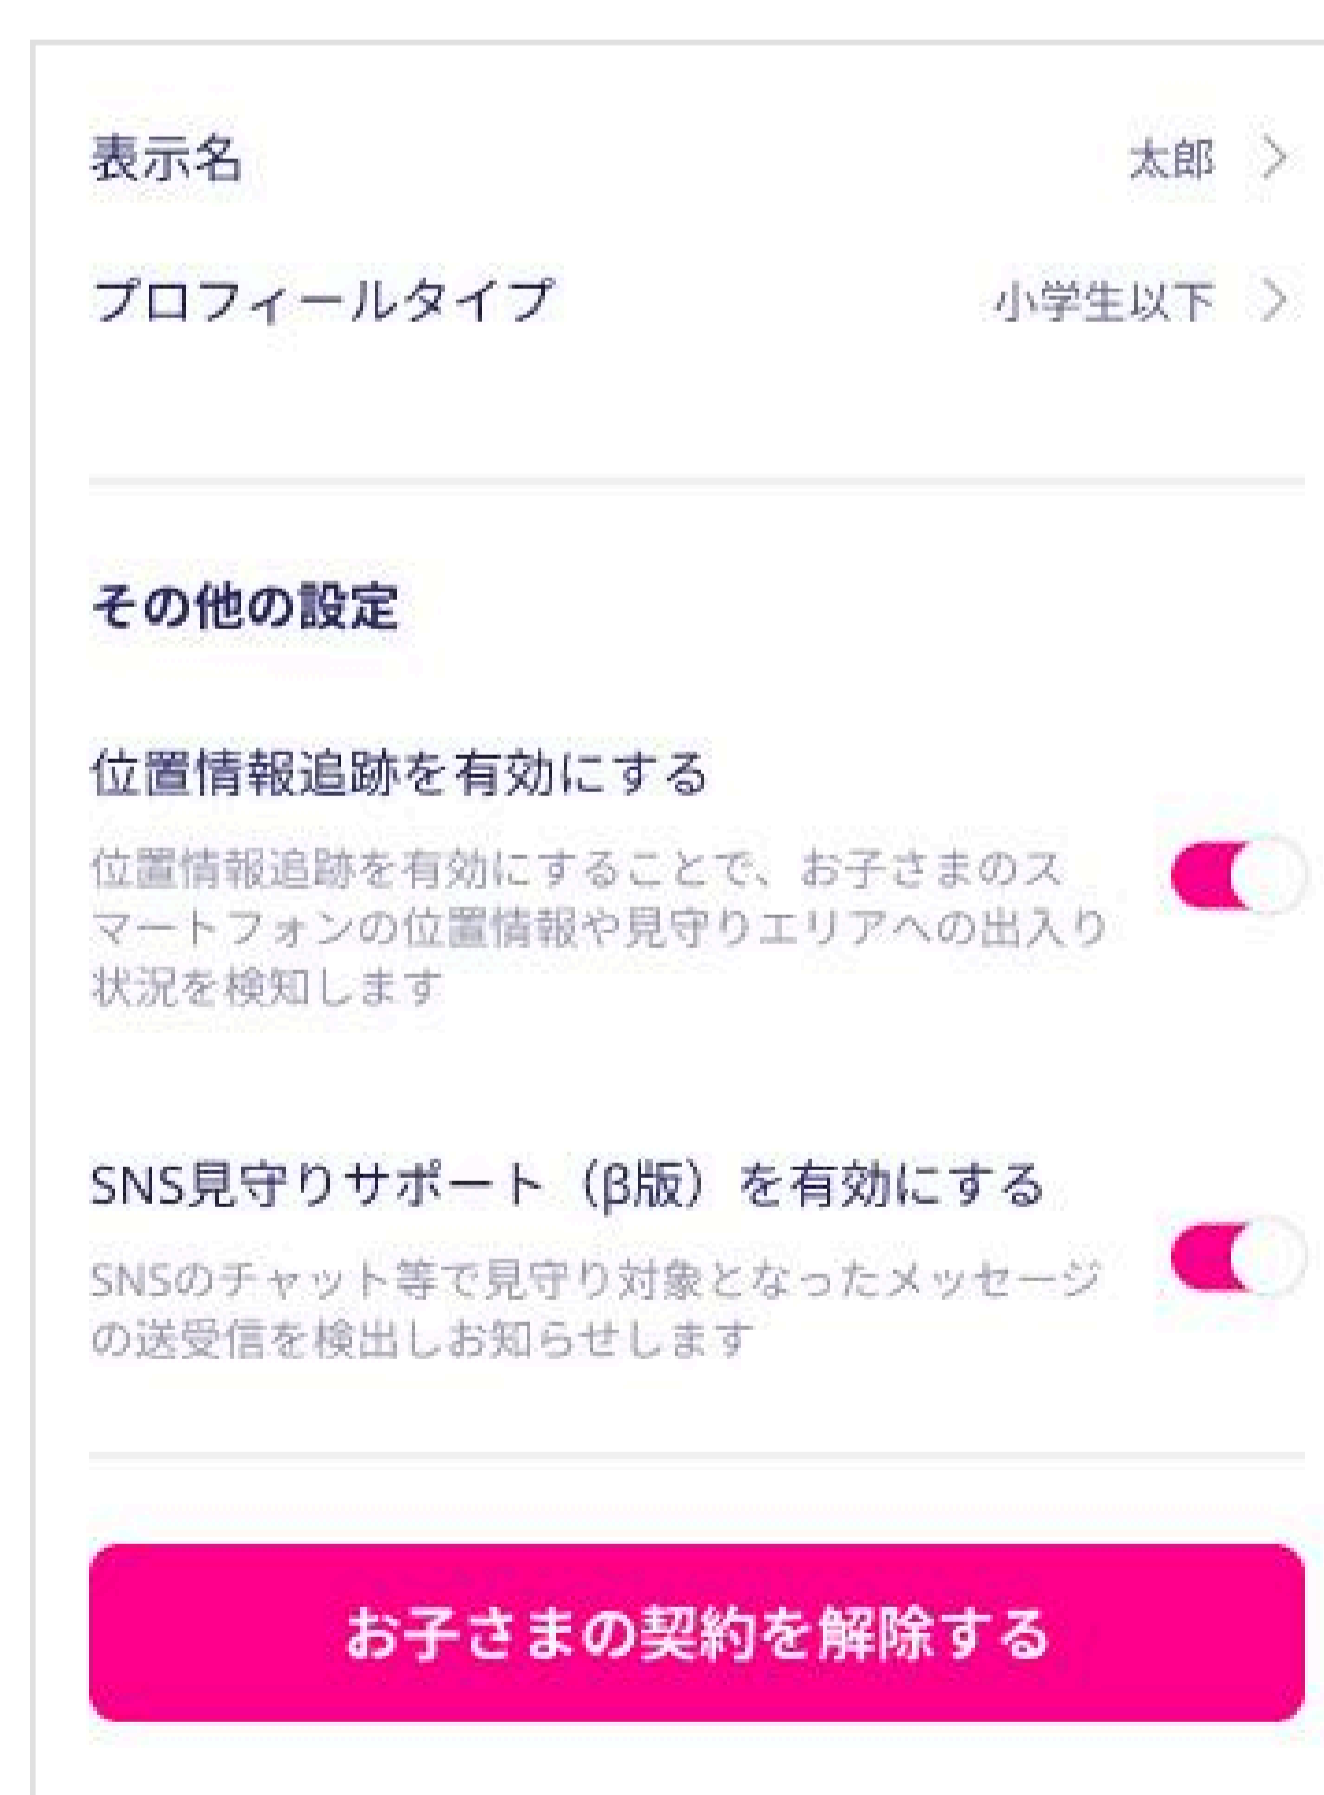 表示名 太郎
プロフィールタイプ 小学生以下
その他の設定
位置情報追跡を有効にする
位置情報追跡を有効にすることで、お子さまのス
マートフォンの位置情報や見守りエリアへの出入り
状況を検知します
SNS見守りサポート（β版）を有効にする
SNSのチャット等で見守り対象となったメッセージ
の送受信を検出しお知らせします
お子さまの契約を解除する